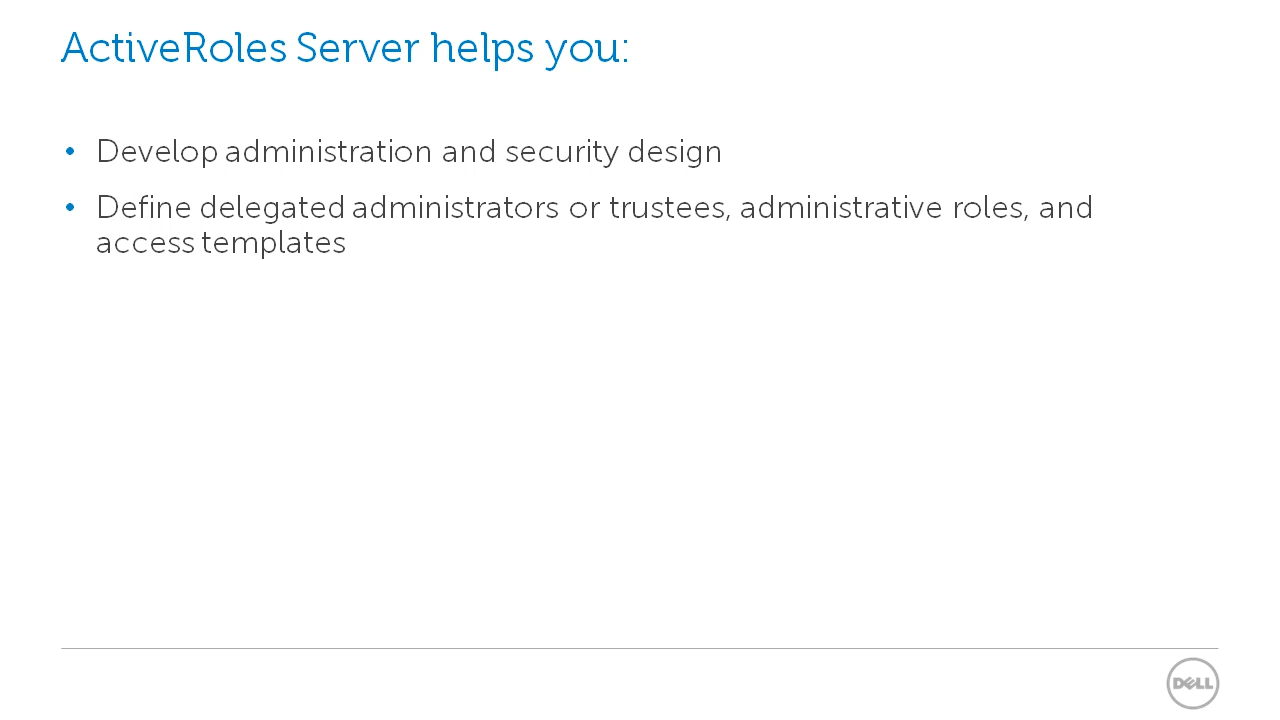 ActiveRoles Server helps you:
• Develop administration and security design
• Define delegated administrators or trustees, administrative roles, and
access templates
DELL